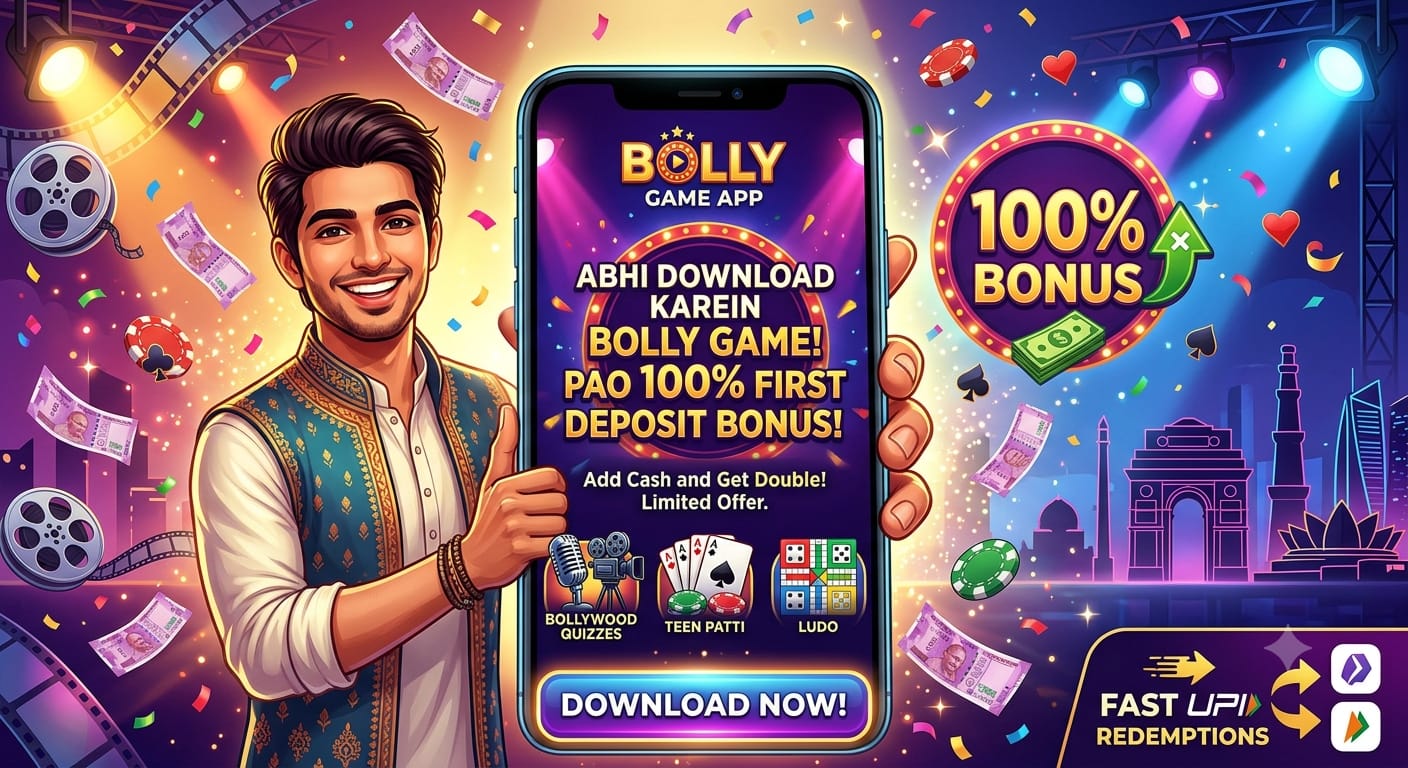 BOLLY
GAME APP
ABHI DOWNLOAD
KAREIN
BOLLY GAME!
PAO 100% FIRST
DEPOSIT BONUS!
Add Cash and Get Double!
Limited Offer.
BOLLYWOOD
QUIZZES
TEEN PATTI
LUDO
DOWNLOAD NOW!
100%
BONUS
FAST UPI
REDEMPTIONS